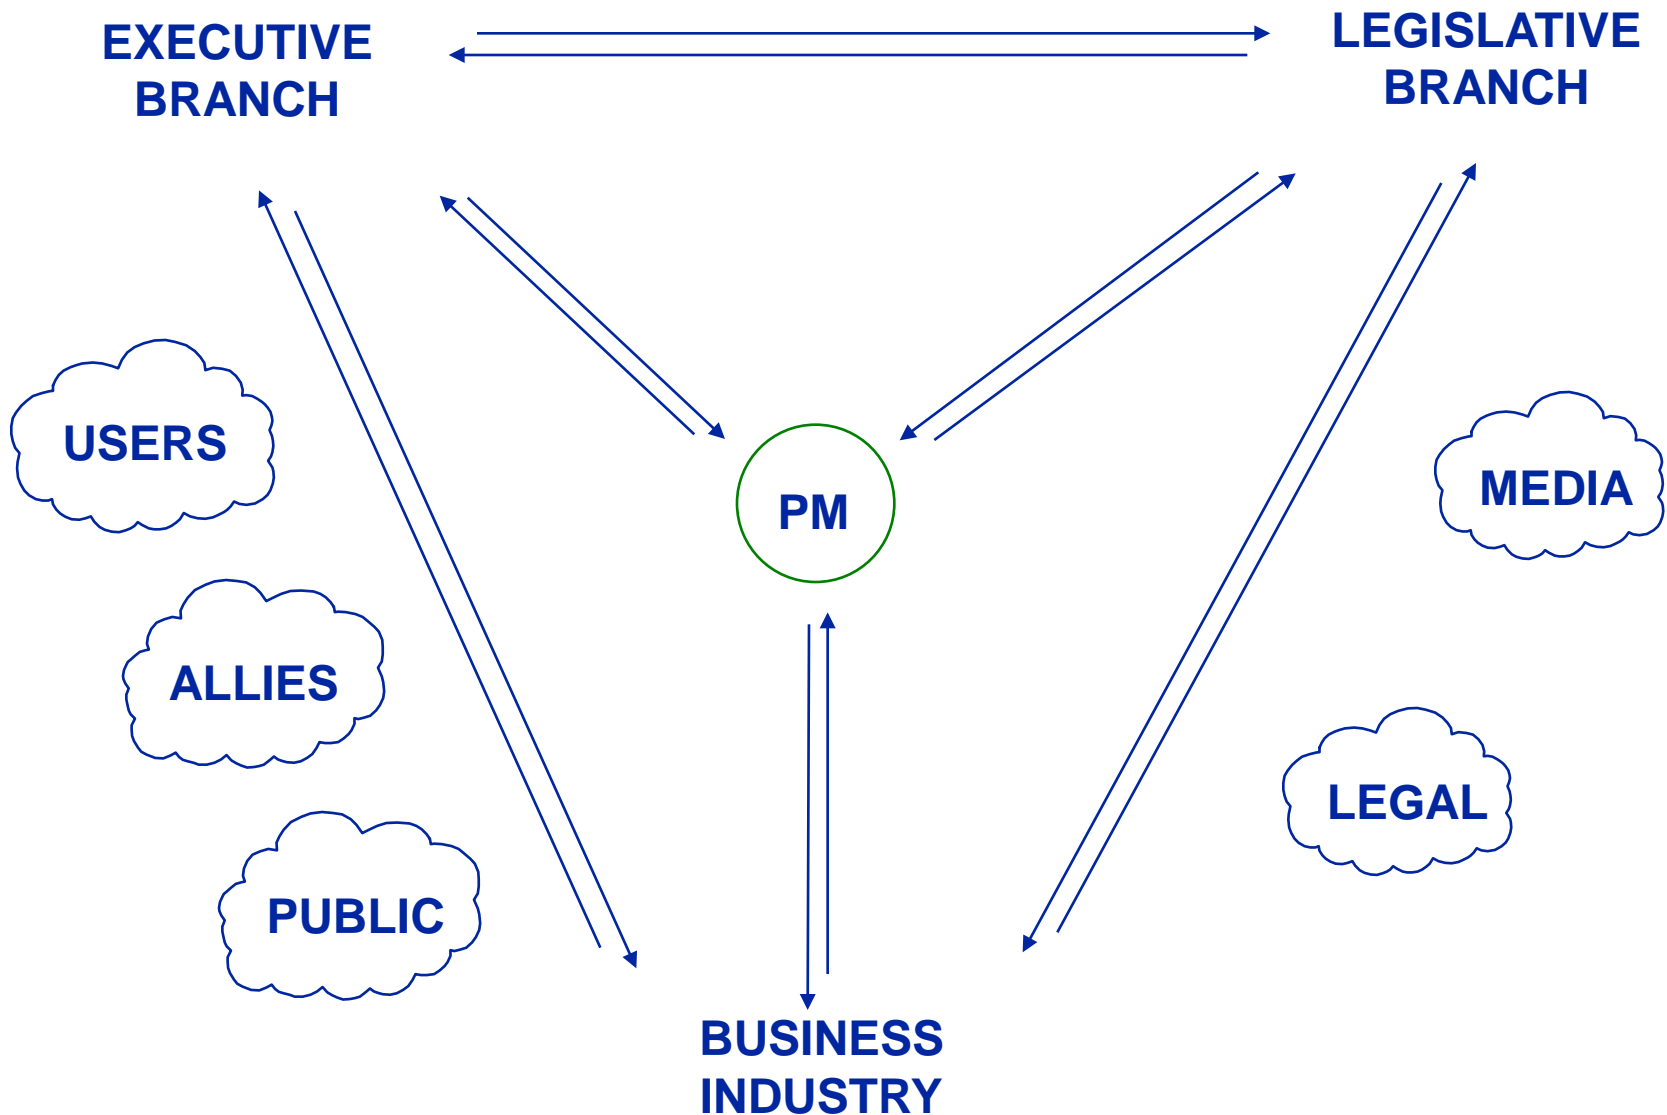 EXECUTIVE
BRANCH
LEGISLATIVE
BRANCH
USERS
PM
MEDIA
ALLIES
LEGAL
PUBLIC
BUSINESS
INDUSTRY